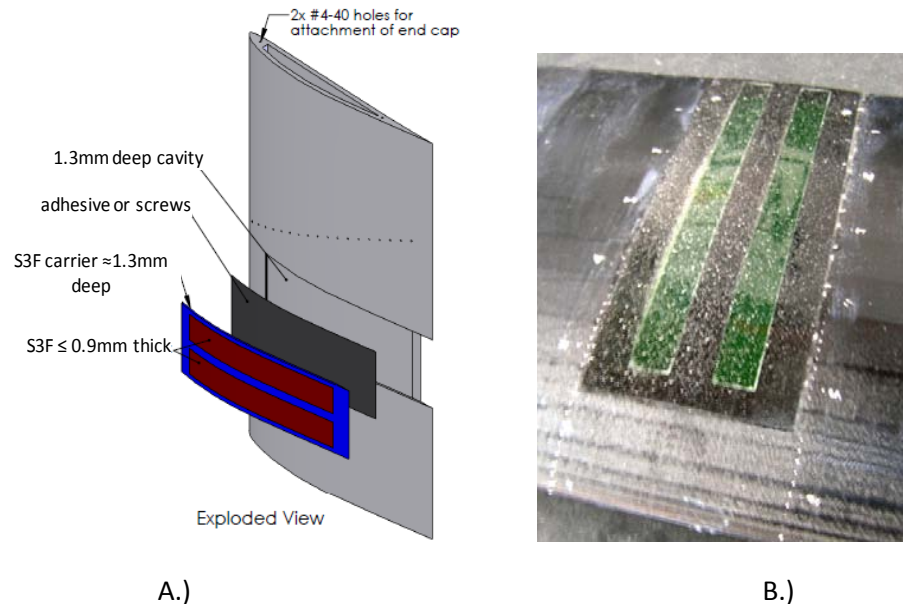 2x #4-40 holes for
attachment of end cap
1.3mm deep cavity
adhesive or screws
S3F carrier ≈1.3mm
deep
S3F ≤ 0.9mm thick
Exploded View
A.)
B.)